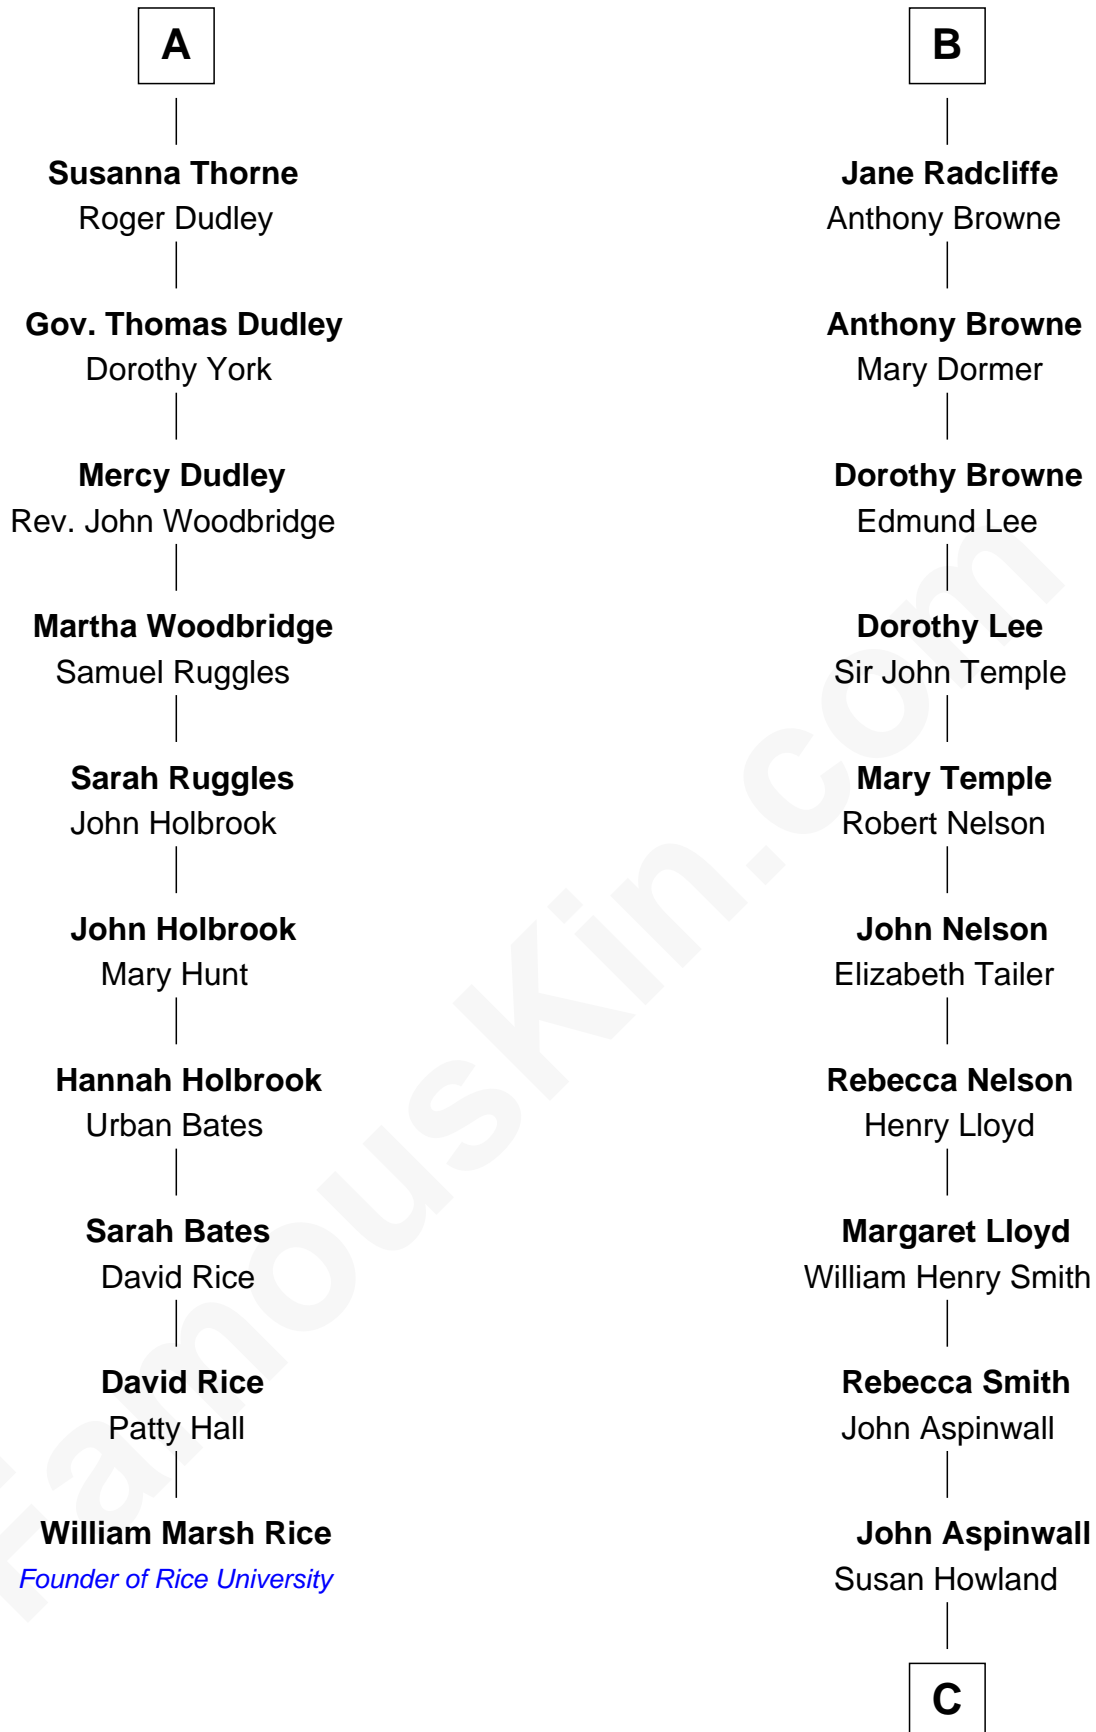 A
Susanna Thorne
Roger Dudley
Gov. Thomas Dudley
Dorothy York
Mercy Dudley
Rev. John Woodbridge
Martha Woodbridge
Samuel Ruggles
Sarah Ruggles
John Holbrook
John Holbrook
Mary Hunt
Hannah Holbrook
Urban Bates
Sarah Bates
David Rice
David Rice
Patty Hall
William Marsh Rice
Founder of Rice University
B
Jane Radcliffe
Anthony Browne
Anthony Browne
Mary Dormer
Dorothy Browne
Edmund Lee
Dorothy Lee
Sir John Temple
Mary Temple
Robert Nelson
John Nelson
Elizabeth Tailer
Rebecca Nelson
Henry Lloyd
Margaret Lloyd
William Henry Smith
Rebecca Smith
John Aspinwall
John Aspinwall
Susan Howland
C
FamousKin.com